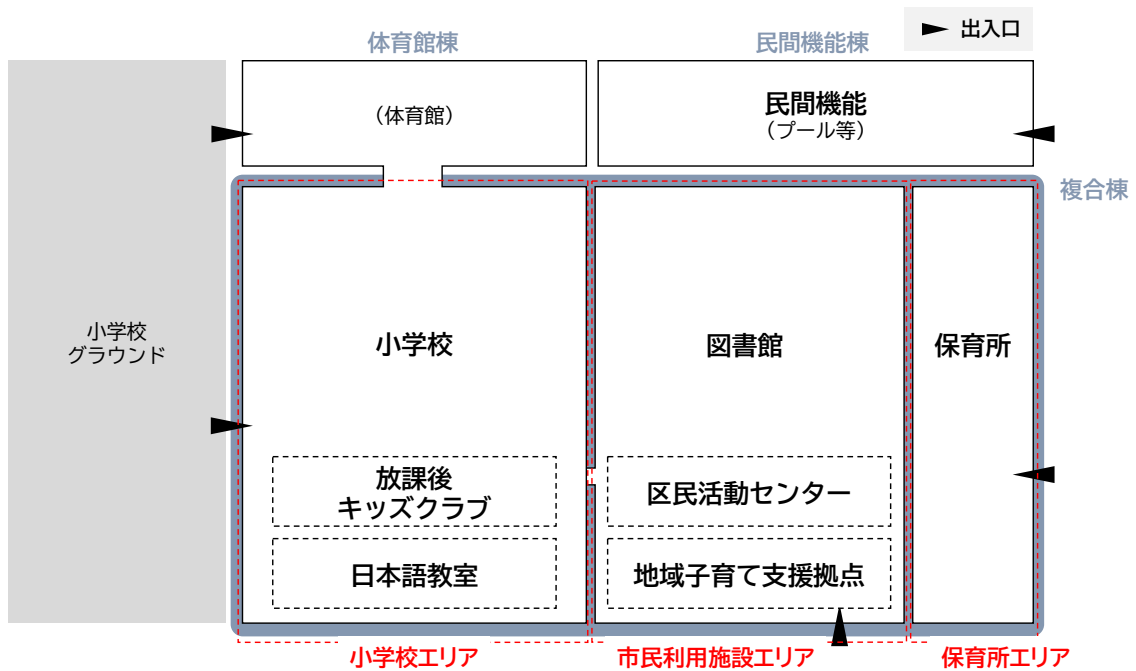 出入口
体育館棟
民間機能棟
（体育館）
民間機能
（プール等）
複合棟
小学校
グラウンド
小学校
図書館
保育所
放課後
キッズクラブ
区民活動センター
日本語教室
地域子育て支援拠点
小学校エリア
市民利用施設エリア
保育所エリア